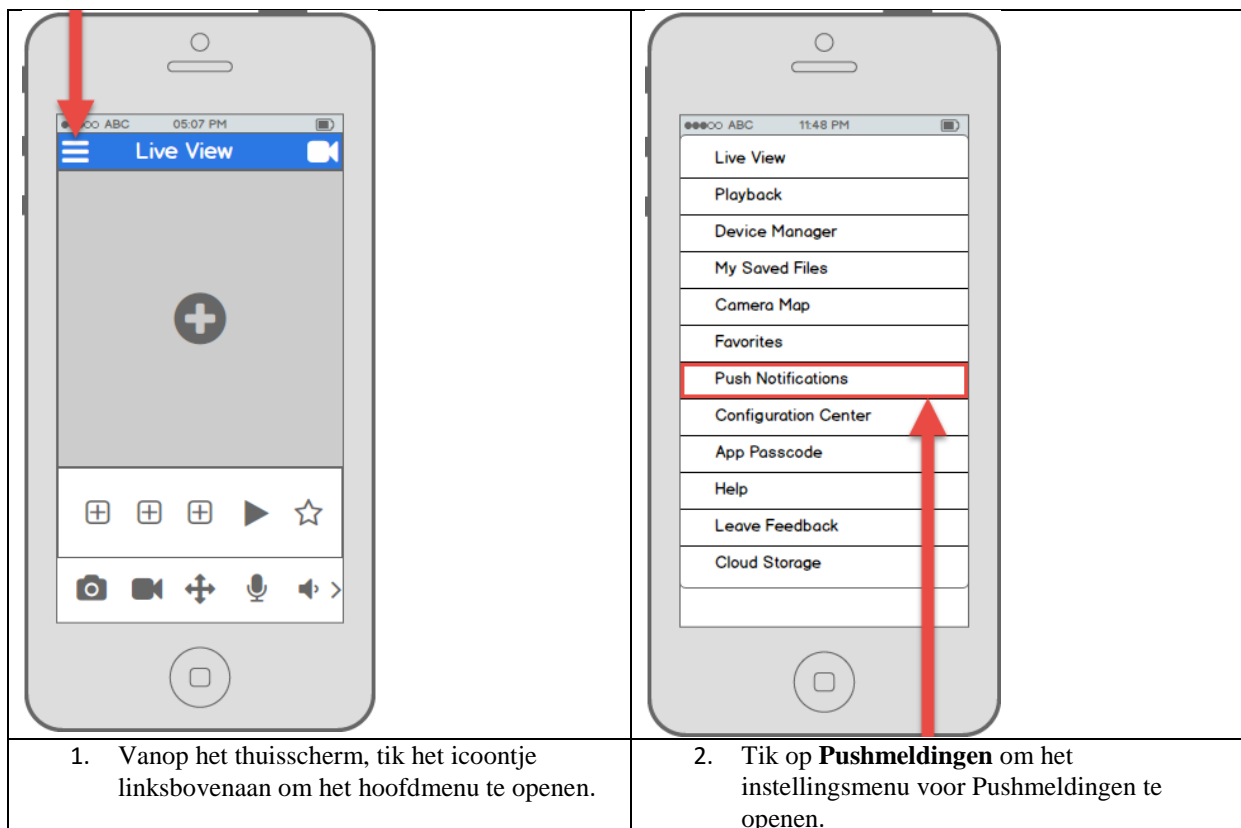 ABC 05:07 PM
Live View
1. Vanop het thuisscherm, tik het icoontje
linksbovenaan om het hoofdmenu te openen.
ABC 11:48 PM
Live View
Playback
Device Manager
My Saved Files
Camera Map
Favorites
Push Notifications
Configuration Center
App Passcode
Help
Leave Feedback
Cloud Storage
2. Tik op Pushmeldingen om het
instellingsmenu voor Pushmeldingen te
openen.